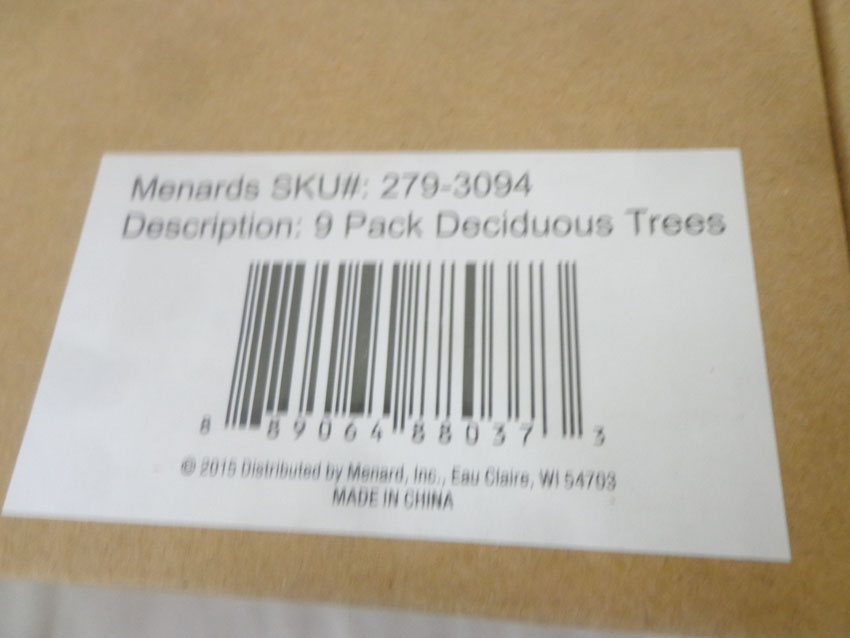 Menards SKU#: 279-3094
Description: 9 Pack Deciduous Trees
8 89064 88037 3
© 2015 Distributed by Menard, Inc., Eau Claire, WI 54703
MADE IN CHINA